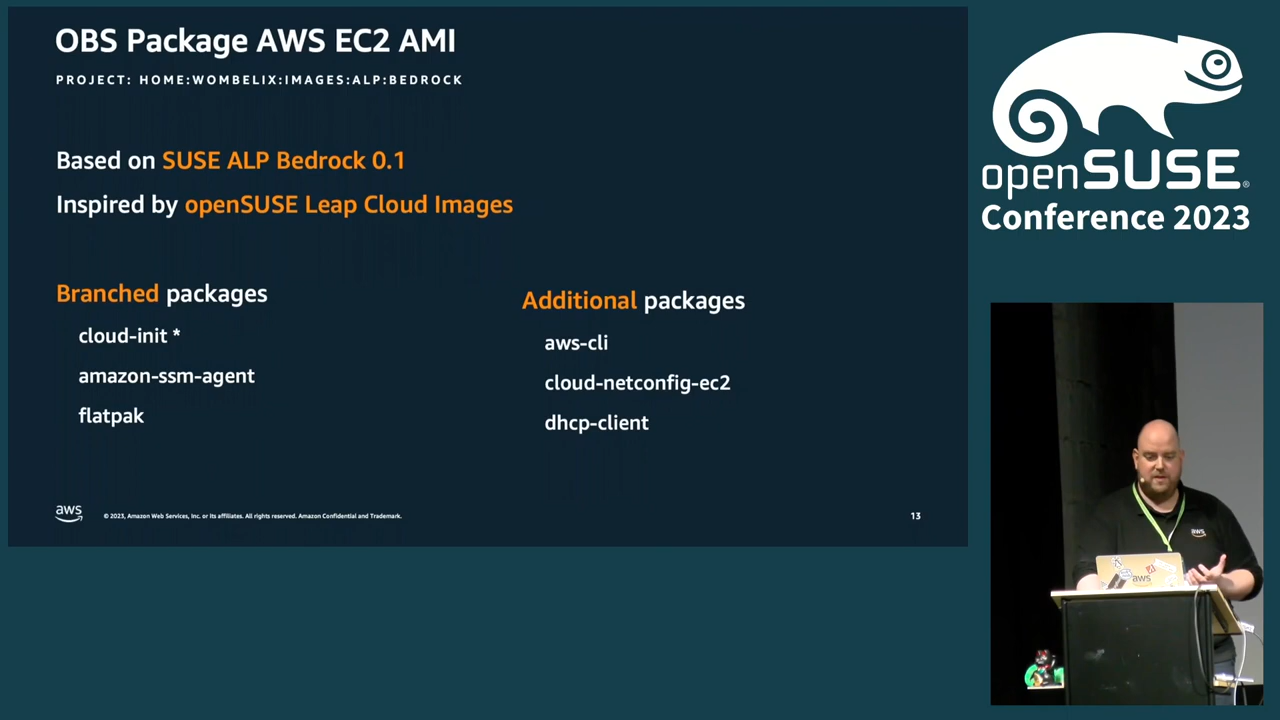 OBS Package AWS EC2 AMI
PROJECT: HOME:WOMBELIX:IMAGES:ALP:BEDROCK
Based on SUSE ALP Bedrock 0.1
Inspired by openSUSE Leap Cloud Images
Branched packages
cloud-init *
amazon-ssm-agent
flatpak
Additional packages
aws-cli
cloud-netconfig-ec2
dhcp-client
aws
© 2023, Amazon Web Services, Inc. or its affiliates. All rights reserved. Amazon Confidential and Trademark.
13
openSUSE®
Conference 2023
aws
aws